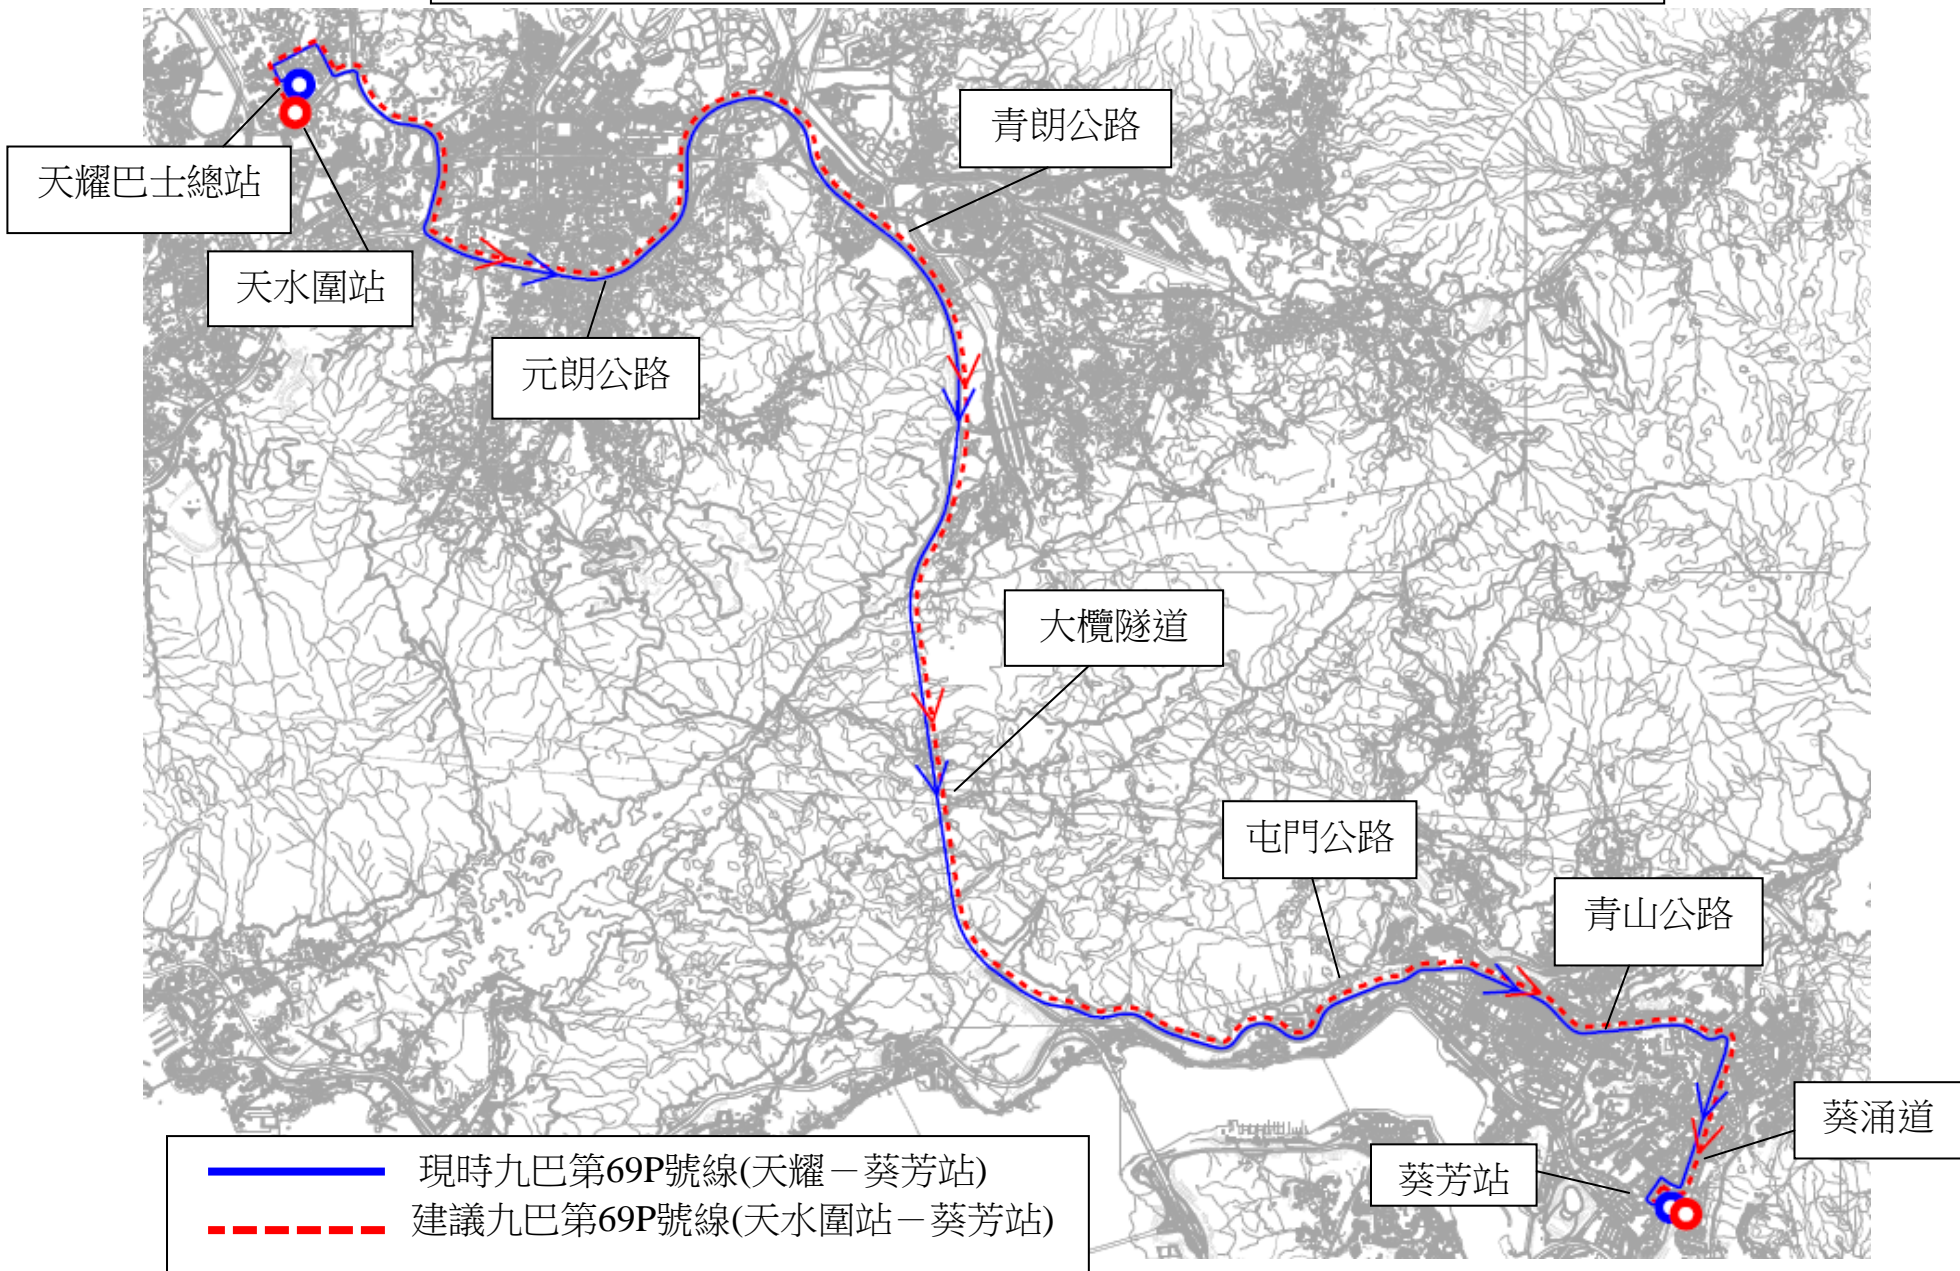 青朗公路
天耀巴士總站
天水圍站
元朗公路
大欖隧道
屯門公路
青山公路
葵涌道
葵芳站
現時九巴第69P號線(天耀－葵芳站)
建議九巴第69P號線(天水圍站－葵芳站)